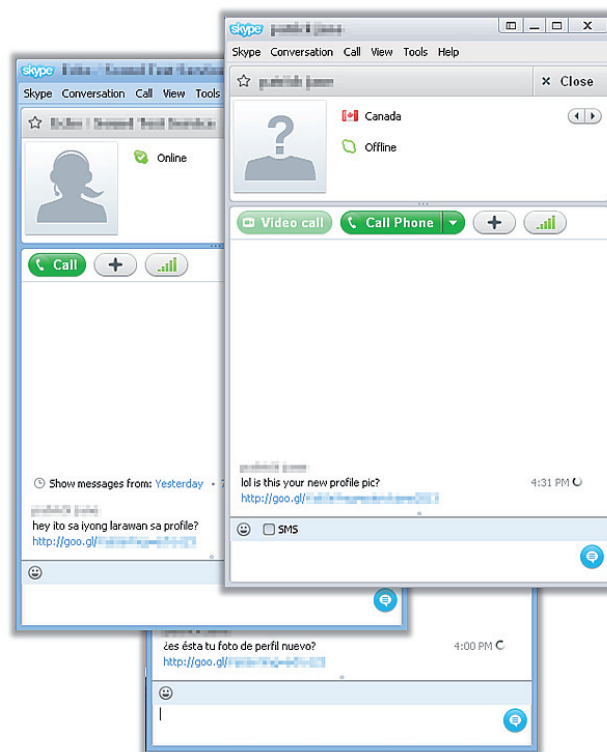 skype
Skype Conversation Call View Tools
Online
Call
Show messages from: Yesterday •
hey ito sa iyong larawan sa profile?
http://goo.gl/
skype
Skype Conversation Call View Tools Help
× Close
Canada
Offline
Video call
Call Phone
lol is this your new profile pic?
4:31 PM
http://goo.gl/
SMS
¿es ésta tu foto de perfil nuevo?
4:00 PM
http://goo.gl/